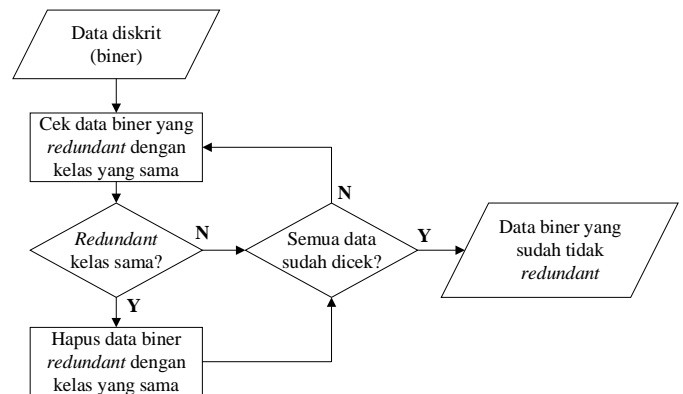 Data diskrit
(biner)
Cek data biner yang
redundant dengan
kelas yang sama
Redundant
kelas sama?
N
Y
Hapus data biner
redundant dengan
kelas yang sama
Semua data
sudah dicek?
N
Y
Data biner yang
sudah tidak
redundant